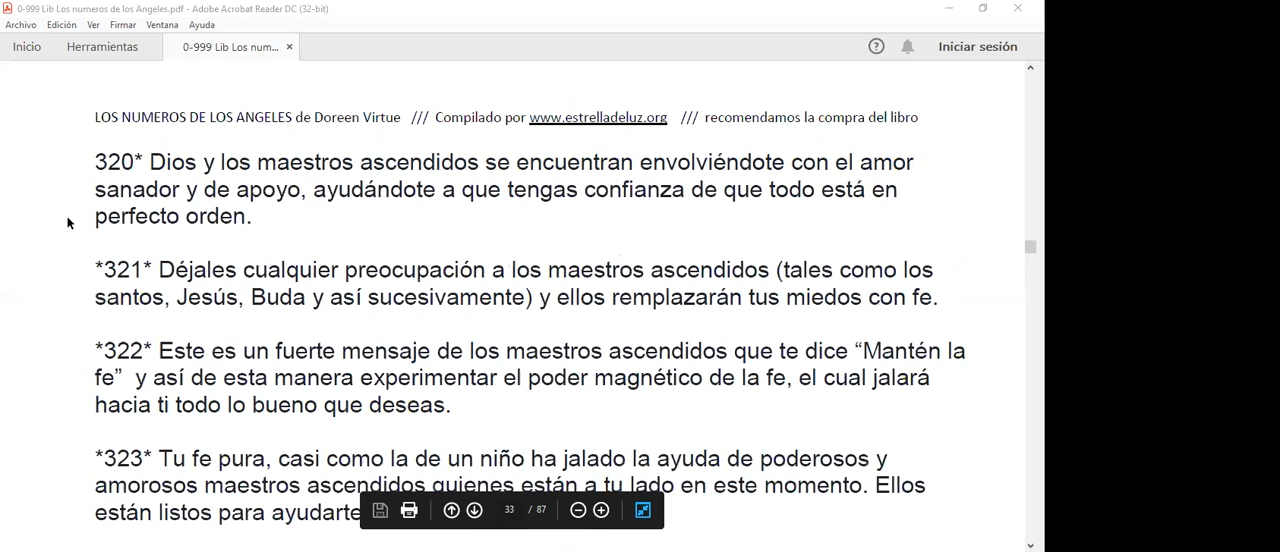 0-999 Lib Los numeros de los Angeles.pdf - Adobe Acrobat Reader DC (32-bit)
Archivo Edición Ver Firmar Ventana Ayuda
Inicio Herramientas 0-999 Lib Los num... × ? Iniciar sesión
LOS NUMEROS DE LOS ANGELES de Doreen Virtue /// Compilado por www.estrelladeluz.org /// recomendamos la compra del libro
320* Dios y los maestros ascendidos se encuentran envolviéndote con el amor
sanador y de apoyo, ayudándote a que tengas confianza de que todo está en
perfecto orden.
*321* Déjales cualquier preocupación a los maestros ascendidos (tales como los
santos, Jesús, Buda y así sucesivamente) y ellos remplazarán tus miedos con fe.
*322* Este es un fuerte mensaje de los maestros ascendidos que te dice “Mantén la
fe” y así de esta manera experimentar el poder magnético de la fe, el cual jalará
hacia ti todo lo bueno que deseas.
*323* Tu fe pura, casi como la de un niño ha jalado la ayuda de poderosos y
amorosos maestros ascendidos quienes están a tu lado en este momento. Ellos
están listos para ayudarte
33 / 87